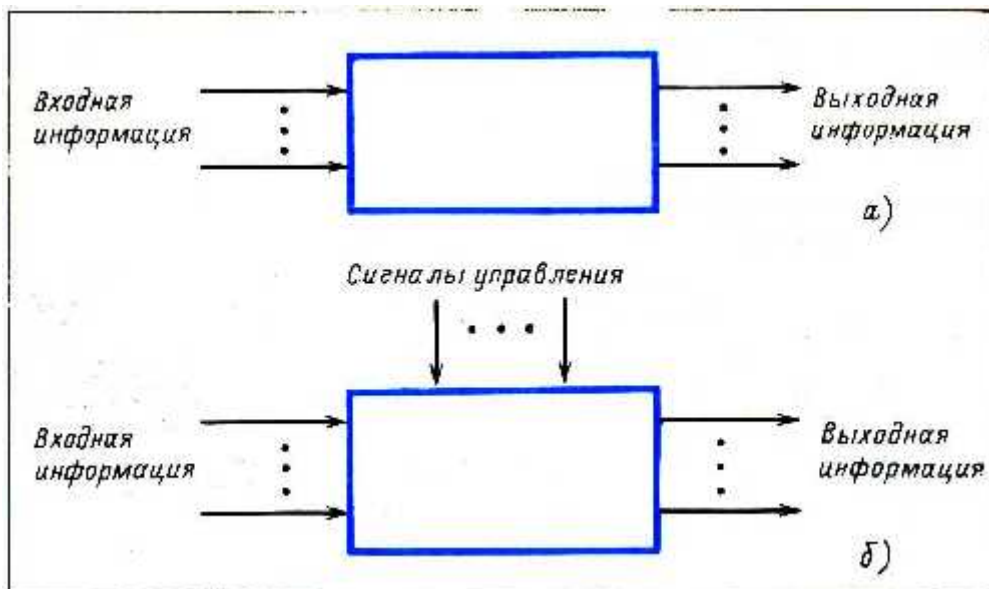 Входная
информация
Выходная
информация
а)
Сигналы управления
Входная
информация
Выходная
информация
б)